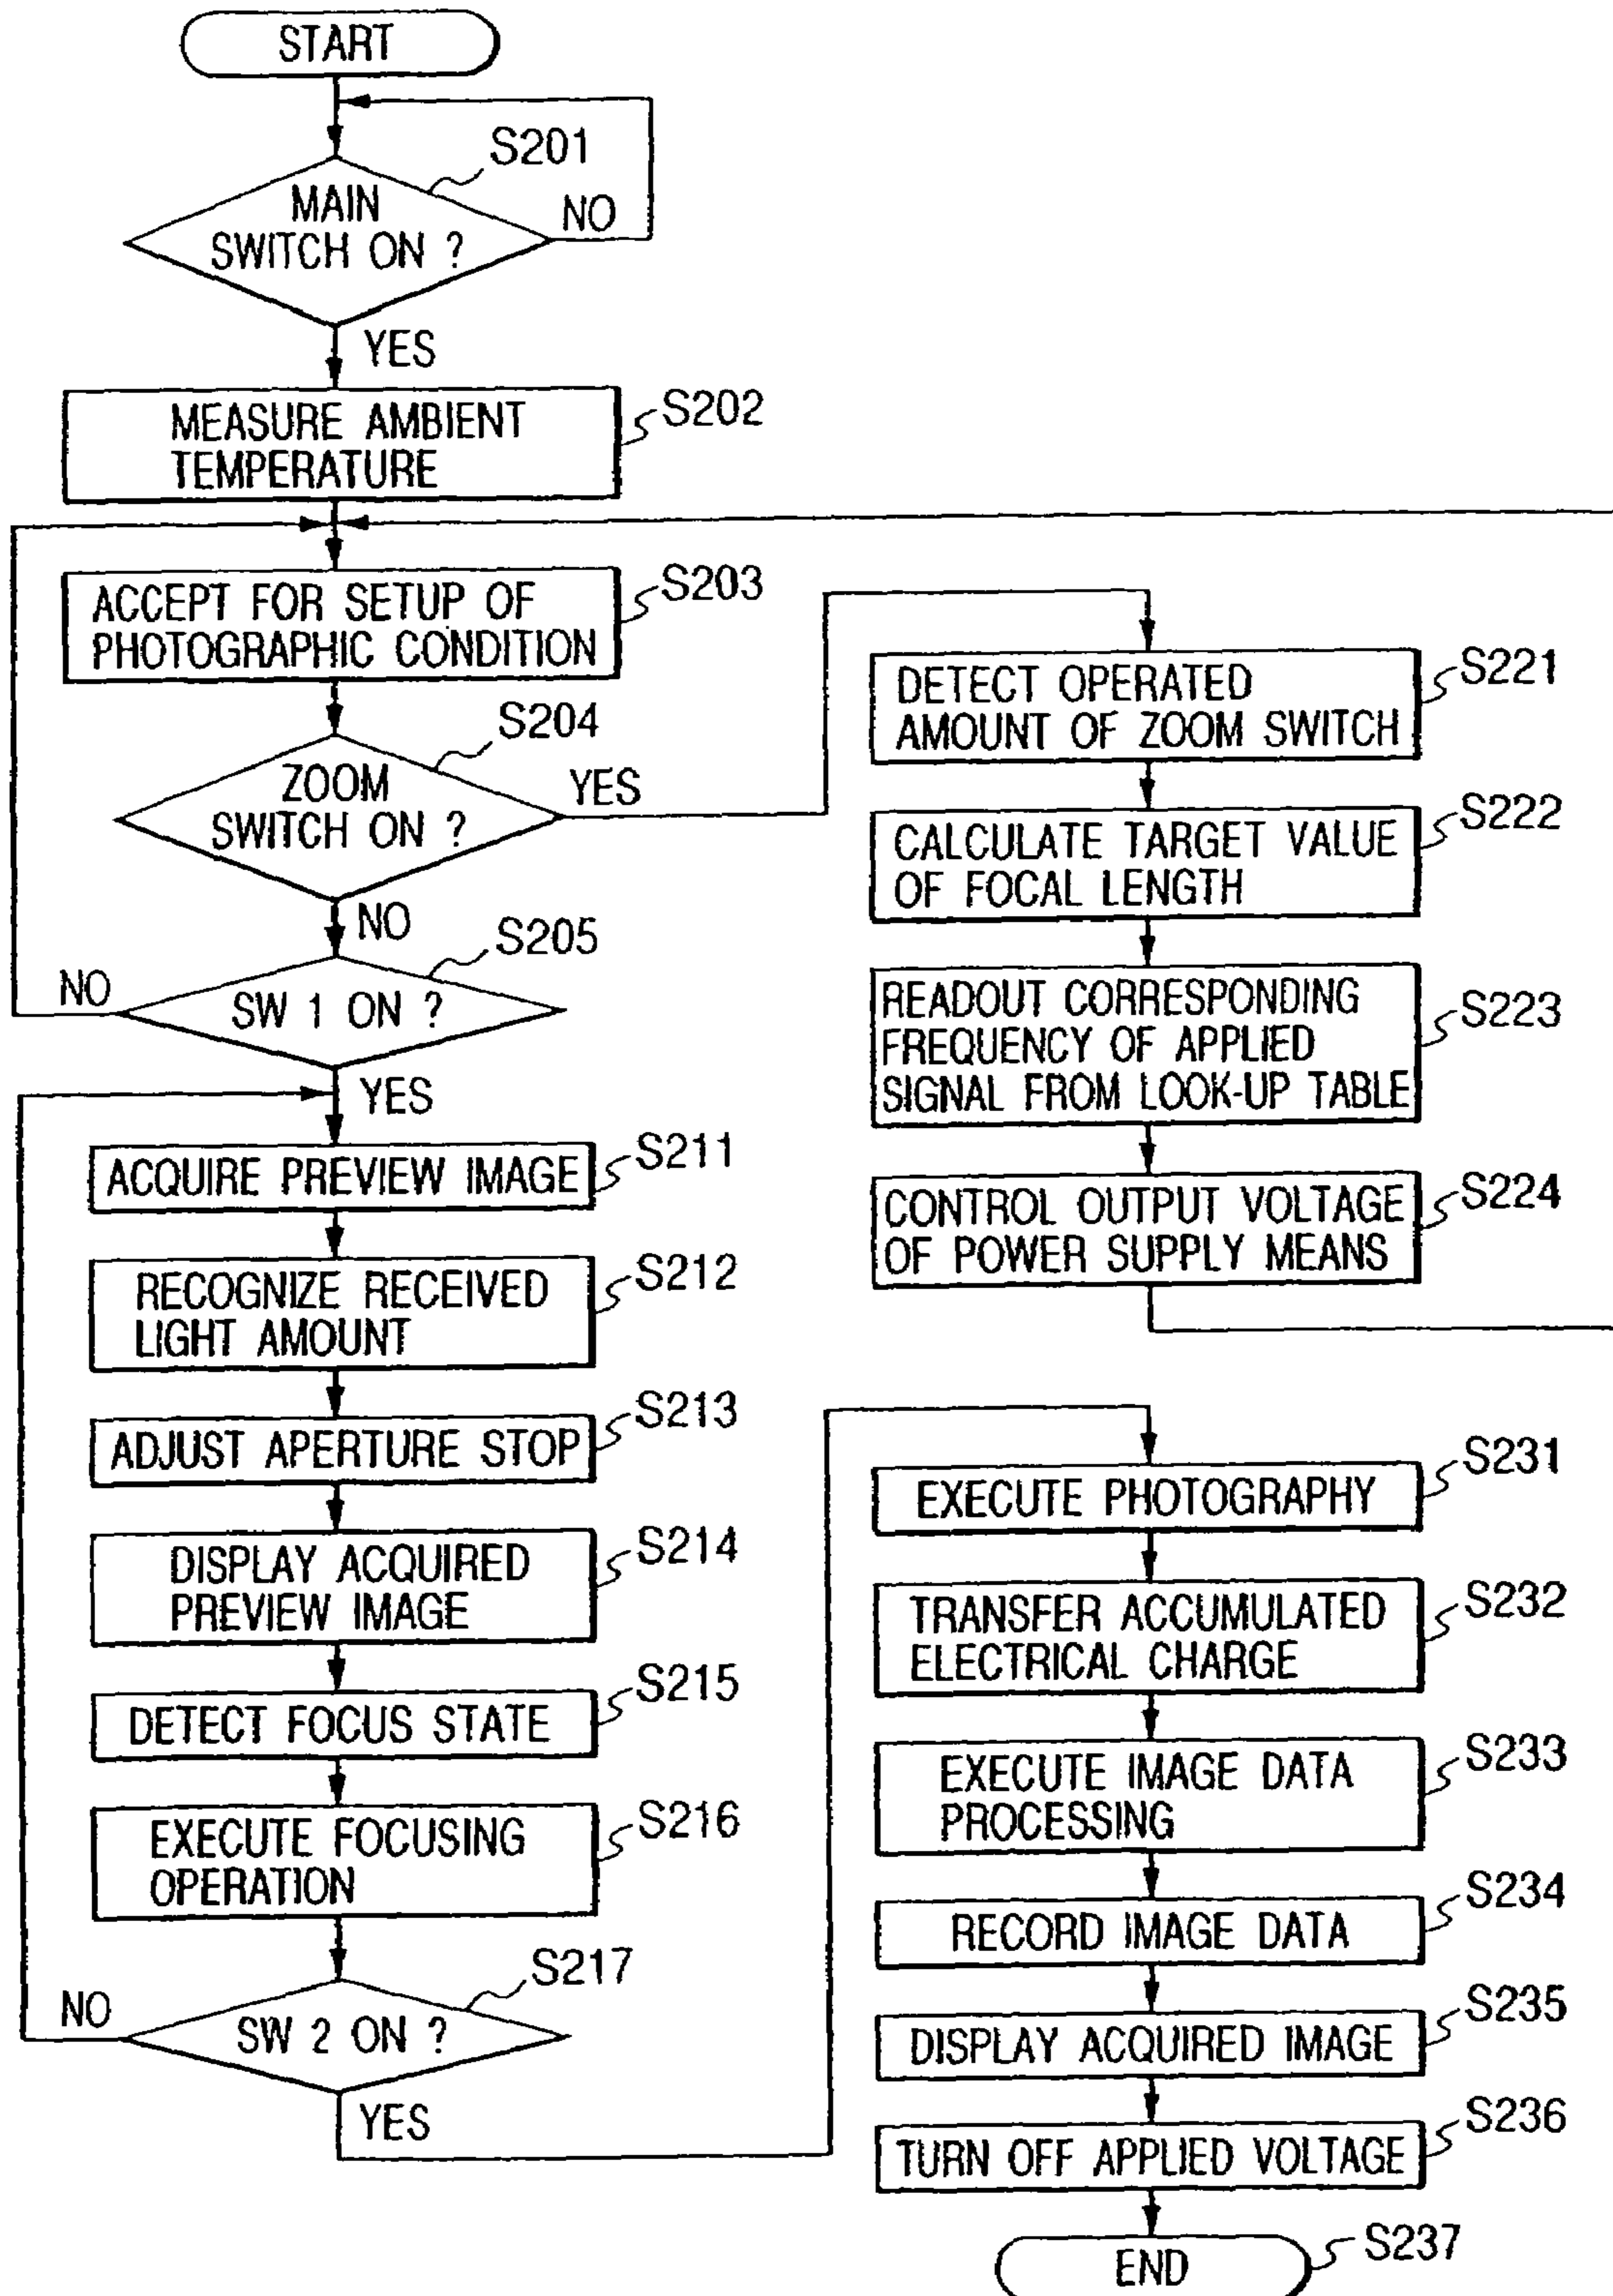 START
S201
MAIN
SWITCH ON ?
NO
YES
MEASURE AMBIENT
TEMPERATURE
S202
ACCEPT FOR SETUP OF
PHOTOGRAPHIC CONDITION
S203
S204
ZOOM
SWITCH ON ?
YES
NO
S205
SW 1 ON ?
NO
YES
ACQUIRE PREVIEW IMAGE
S211
RECOGNIZE RECEIVED
LIGHT AMOUNT
S212
ADJUST APERTURE STOP
S213
DISPLAY ACQUIRED
PREVIEW IMAGE
S214
DETECT FOCUS STATE
S215
EXECUTE FOCUSING
OPERATION
S216
S217
SW 2 ON ?
NO
YES
DETECT OPERATED
AMOUNT OF ZOOM SWITCH
S221
CALCULATE TARGET VALUE
OF FOCAL LENGTH
S222
READOUT CORRESPONDING
FREQUENCY OF APPLIED
SIGNAL FROM LOOK-UP TABLE
S223
CONTROL OUTPUT VOLTAGE
OF POWER SUPPLY MEANS
S224
EXECUTE PHOTOGRAPHY
S231
TRANSFER ACCUMULATED
ELECTRICAL CHARGE
S232
EXECUTE IMAGE DATA
PROCESSING
S233
RECORD IMAGE DATA
S234
DISPLAY ACQUIRED IMAGE
S235
TURN OFF APPLIED VOLTAGE
S236
END
S237